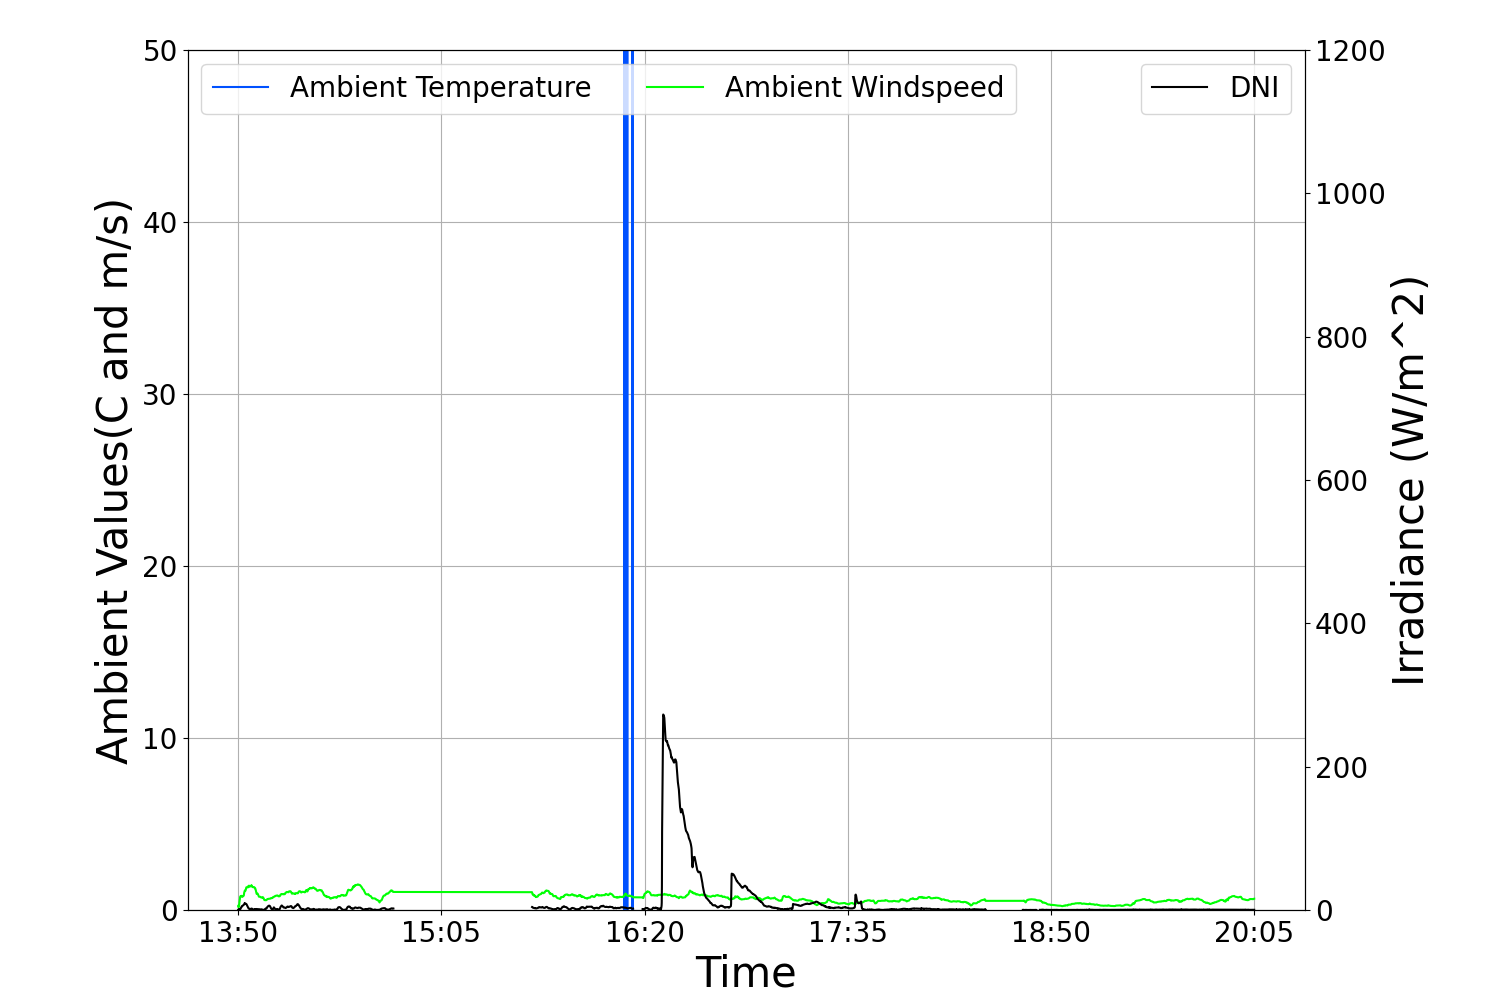 Ambient Temperature
Ambient Windspeed
DNI
50
40
30
20
10
0
Ambient Values(C and m/s)
1200
1000
800
600
400
200
0
Irradiance (W/m^2)
13:50 15:05 16:20 17:35 18:50 20:05
Time